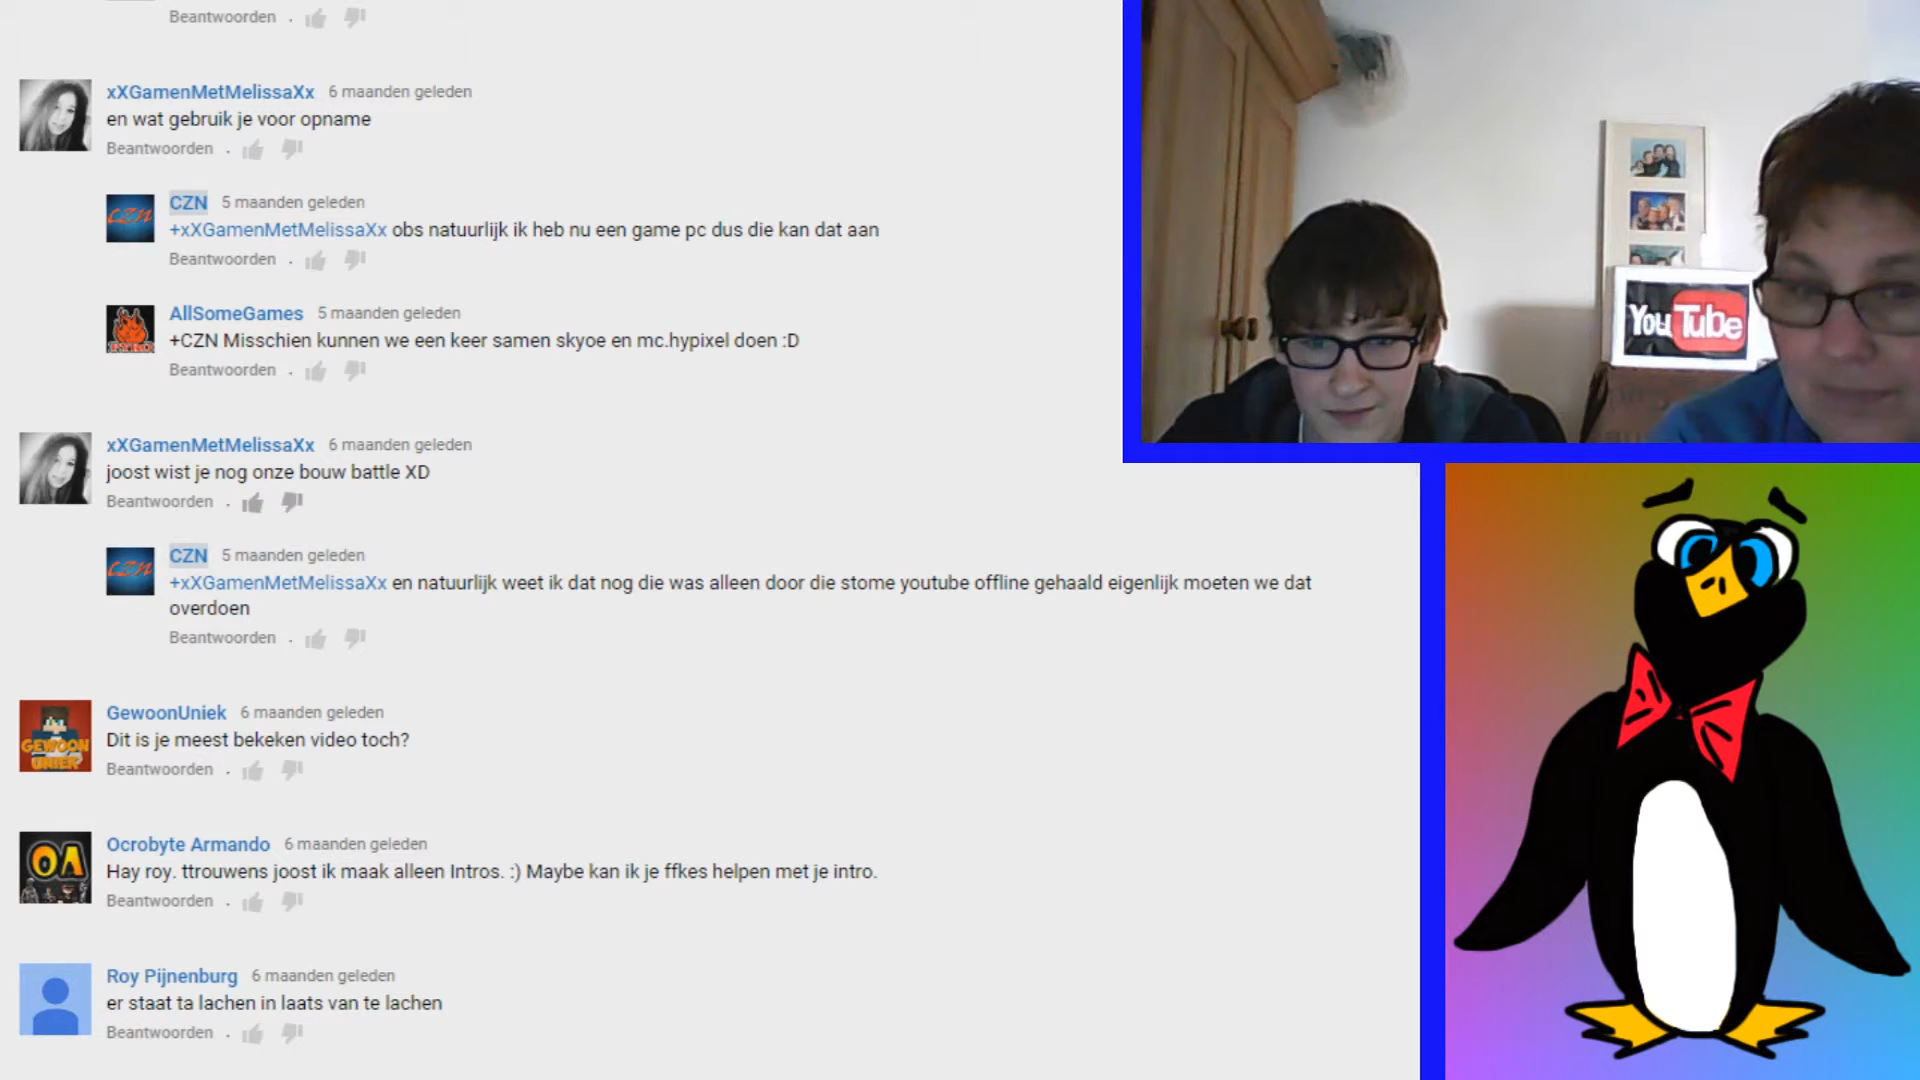 Beantwoorden .
xXGamenMetMelissaXx 6 maanden geleden
en wat gebruik je voor opname
Beantwoorden .
CZN
CZN 5 maanden geleden
+xXGamenMetMelissaXx obs natuurlijk ik heb nu een game pc dus die kan dat aan
Beantwoorden .
AllSomeGames 5 maanden geleden
+CZN Misschien kunnen we een keer samen skyoe en mc.hypixel doen :D
Beantwoorden .
xXGamenMetMelissaXx 6 maanden geleden
joost wist je nog onze bouw battle XD
Beantwoorden .
CZN
CZN 5 maanden geleden
+xXGamenMetMelissaXx en natuurlijk weet ik dat nog die was alleen door die stome youtube offline gehaald eigenlijk moeten we dat
overdoen
Beantwoorden .
GEWOON
UNIEK
GewoonUniek 6 maanden geleden
Dit is je meest bekeken video toch?
Beantwoorden .
OA
Ocrobyte Armando 6 maanden geleden
Hay roy. ttrouwens joost ik maak alleen Intros. :) Maybe kan ik je ffkes helpen met je intro.
Beantwoorden .
Roy Pijnenburg 6 maanden geleden
er staat ta lachen in laats van te lachen
Beantwoorden .
YouTube